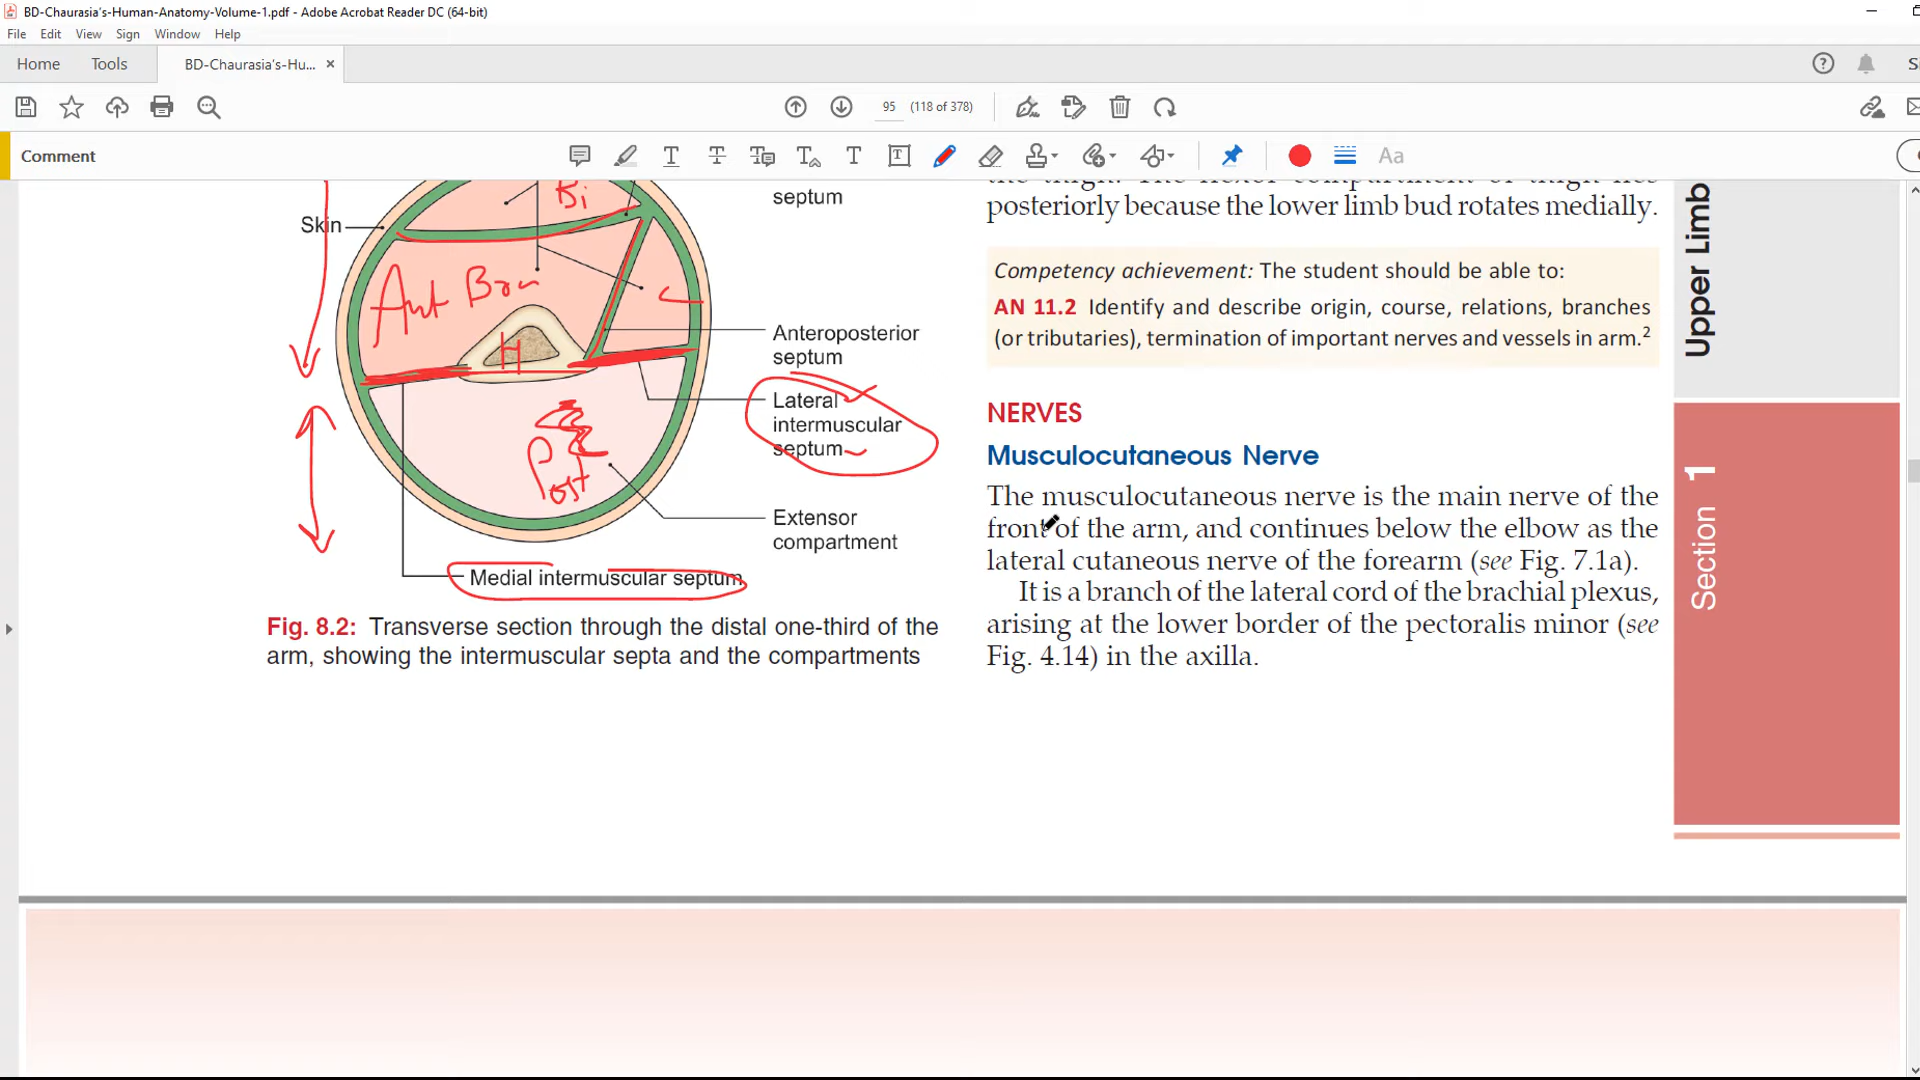 BD-Chaurasia's-Human-Anatomy-Volume-1.pdf - Adobe Acrobat Reader DC (64-bit)
File Edit View Sign Window Help
Home Tools BD-Chaurasia's-Hu... ×
95 (118 of 378)
Comment
septum
Skin
Bi
Ant Bra
H
Post
Anteroposterior
septum
Lateral
intermuscular
septum
Extensor
compartment
Medial intermuscular septum
Fig. 8.2: Transverse section through the distal one-third of the
arm, showing the intermuscular septa and the compartments
posteriorly because the lower limb bud rotates medially.
Competency achievement: The student should be able to:
AN 11.2 Identify and describe origin, course, relations, branches
(or tributaries), termination of important nerves and vessels in arm.2
NERVES
Musculocutaneous Nerve
The musculocutaneous nerve is the main nerve of the
front of the arm, and continues below the elbow as the
lateral cutaneous nerve of the forearm (see Fig. 7.1a).
It is a branch of the lateral cord of the brachial plexus,
arising at the lower border of the pectoralis minor (see
Fig. 4.14) in the axilla.
Upper Limb
Section 1